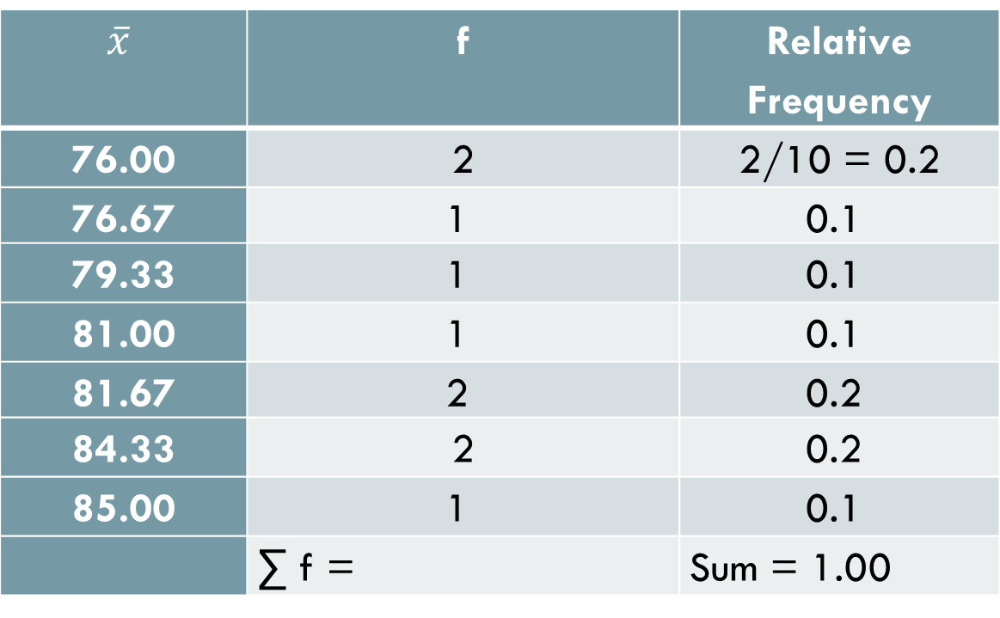 x̄ f Relative
Frequency
76.00 2 2/10 = 0.2
76.67 1 0.1
79.33 1 0.1
81.00 1 0.1
81.67 2 0.2
84.33 2 0.2
85.00 1 0.1
∑ f = Sum = 1.00